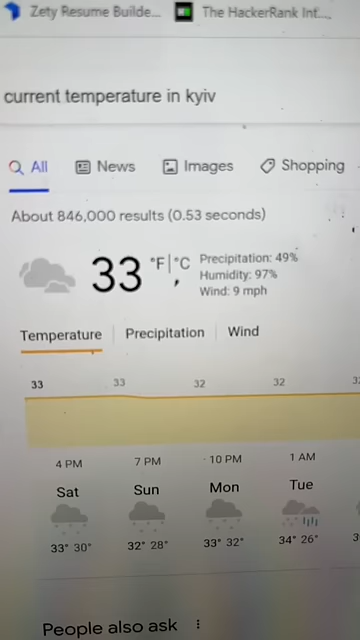 Zety Resume Builde... The HackerRank Int...
current temperature in kyiv
All News Images Shopping
About 846,000 results (0.53 seconds)
33 °F|°C
Precipitation: 49%
Humidity: 97%
Wind: 9 mph
Temperature Precipitation Wind
33 33 32 32
4 PM 7 PM 10 PM 1 AM
Sat Sun Mon Tue
33° 30° 32° 28° 33° 32° 34° 26°
People also ask